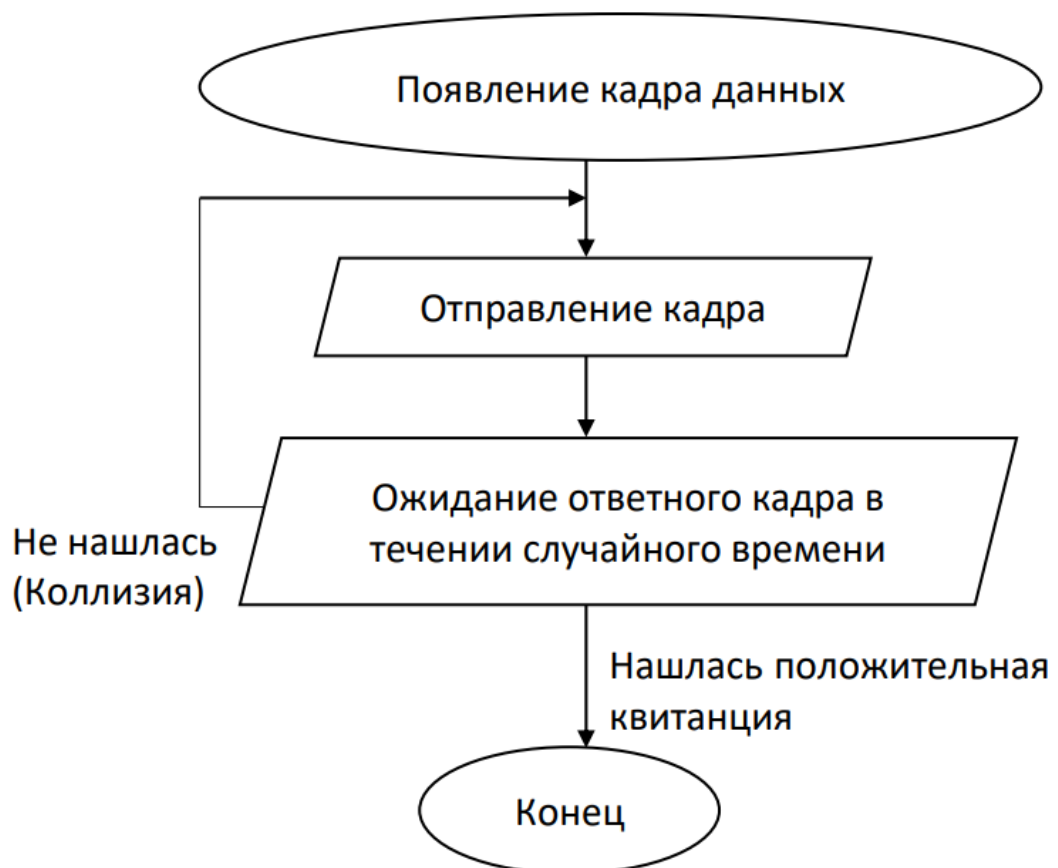 Появление кадра данных
Отправление кадра
Ожидание ответного кадра в
течении случайного времени
Не нашлась
(Коллизия)
Нашлась положительная
квитанция
Конец